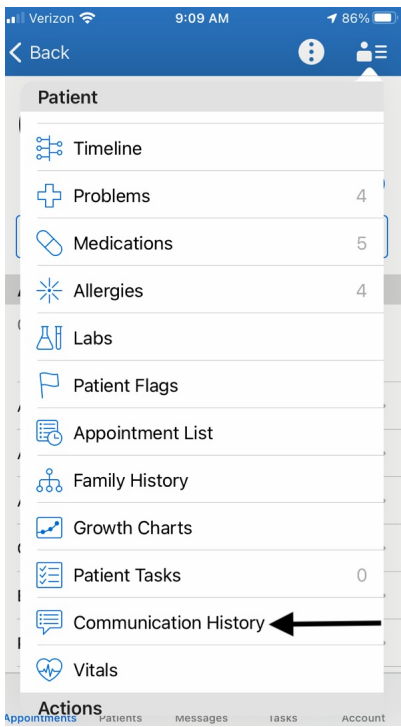 Verizon 9:09 AM 86%
Back
Patient
Timeline
Problems 4
Medications 5
Allergies 4
Labs
Patient Flags
Appointment List
Family History
Growth Charts
Patient Tasks 0
Communication History
Vitals
Actions
Appointments Patients Messages Tasks Account